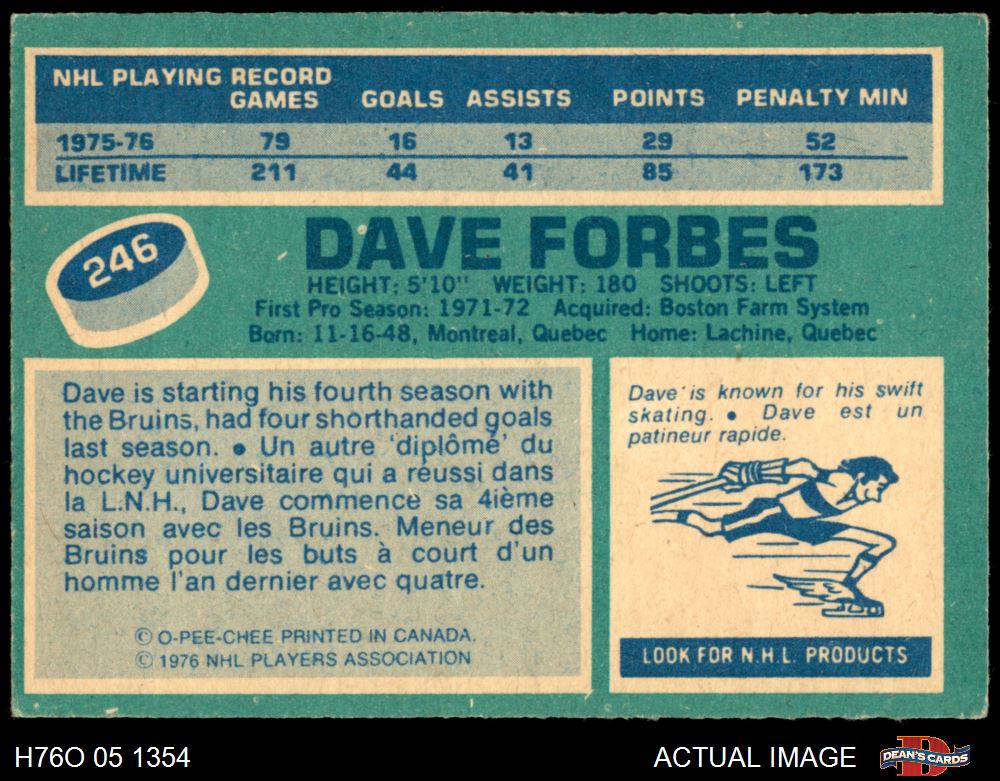 NHL PLAYING RECORD
GAMES GOALS ASSISTS POINTS PENALTY MIN
1975-76 79 16 13 29 52
LIFETIME 211 44 41 85 173
246
DAVE FORBES
HEIGHT: 5'10" WEIGHT: 180 SHOOTS: LEFT
First Pro Season: 1971-72 Acquired: Boston Farm System
Born: 11-16-48, Montreal, Quebec Home: Lachine, Quebec
Dave is starting his fourth season with
the Bruins, had four shorthanded goals
last season. • Un autre 'diplômé' du
hockey universitaire qui a réussi dans
la L.N.H., Dave commence sa 4ième
saison avec les Bruins. Meneur des
Bruins pour les buts à court d'un
homme l'an dernier avec quatre.
© O-PEE-CHEE PRINTED IN CANADA.
© 1976 NHL PLAYERS ASSOCIATION
Dave is known for his swift
skating. • Dave est un
patineur rapide.
LOOK FOR N.H.L. PRODUCTS
H76O 05 1354
ACTUAL IMAGE
DEAN'S CARDS